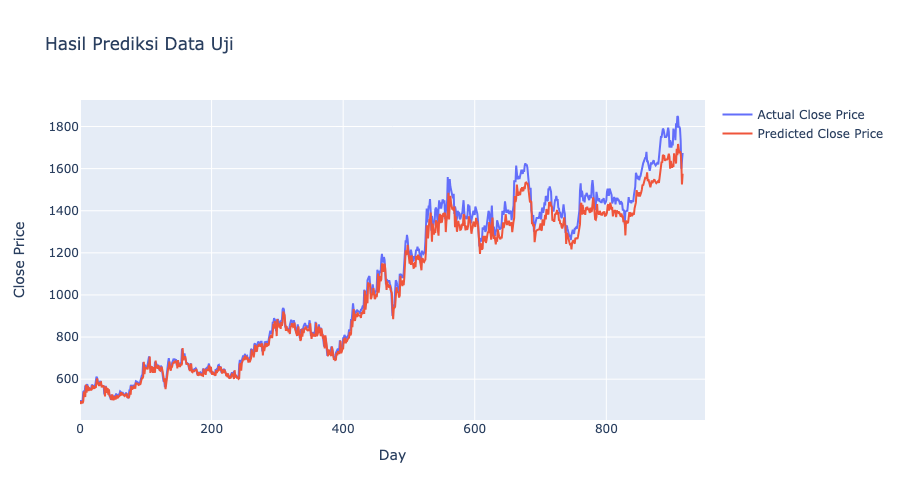 Hasil Prediksi Data Uji
Actual Close Price
Predicted Close Price
Close Price
1800
1600
1400
1200
1000
800
600
0
200
400
600
800
Day